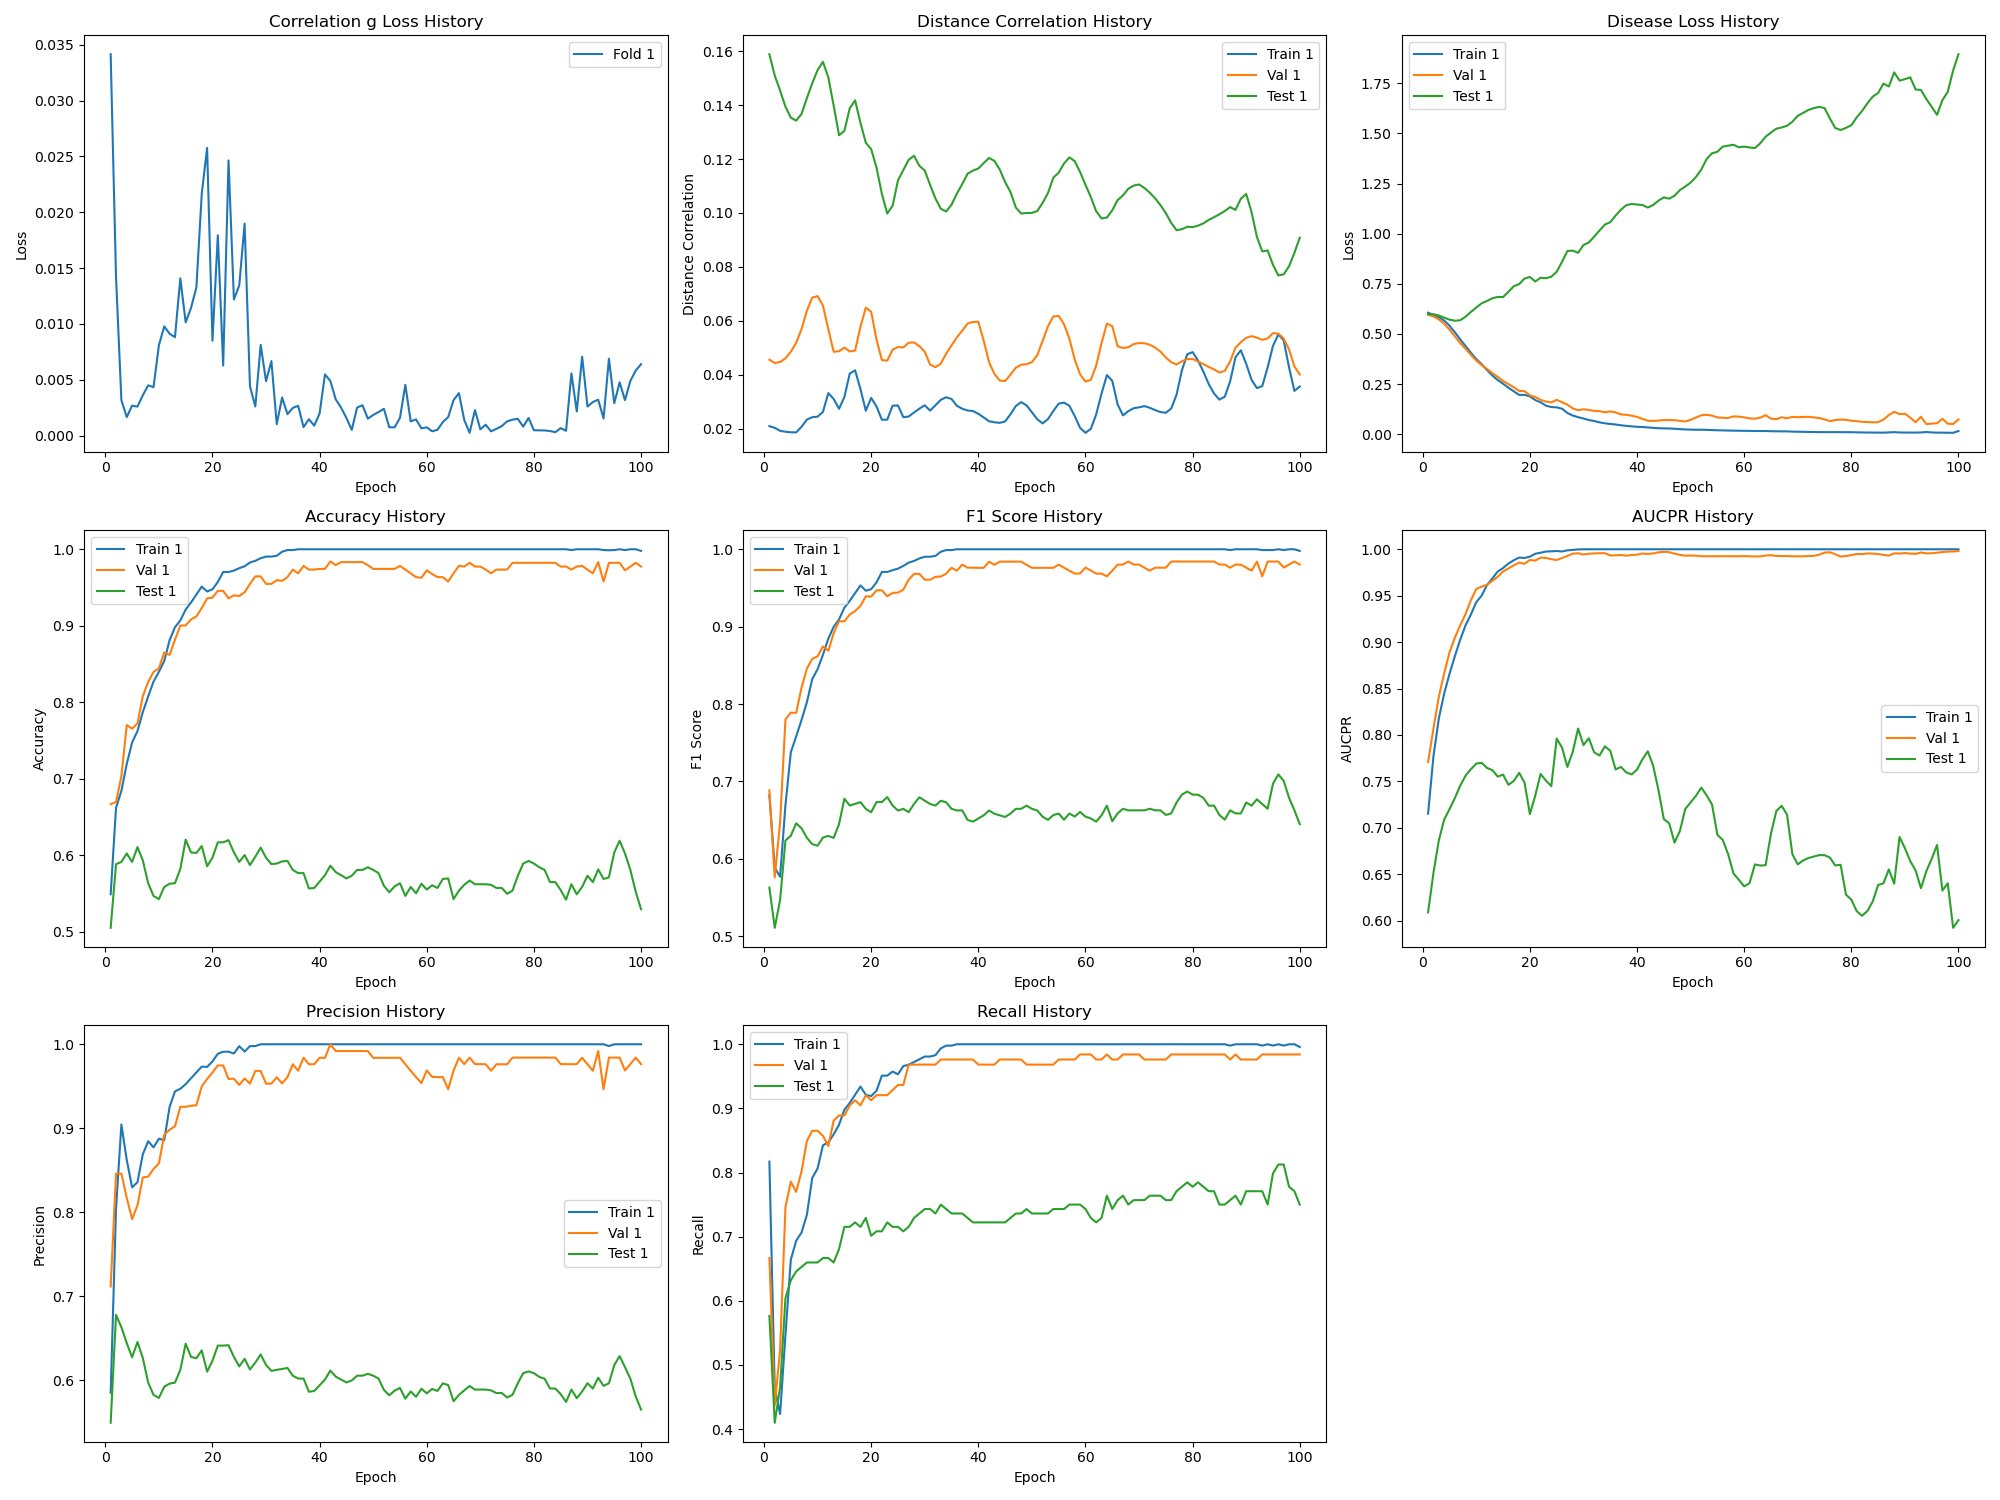 Correlation g Loss History
0.035
0.030
0.025
0.020
0.015
0.010
0.005
0.000
Loss
Fold 1
0 20 40 60 80 100
Epoch
Distance Correlation History
0.16
0.14
0.12
0.10
0.08
0.06
0.04
0.02
Distance Correlation
Train 1
Val 1
Test 1
0 20 40 60 80 100
Epoch
Disease Loss History
1.75
1.50
1.25
1.00
0.75
0.50
0.25
0.00
Loss
Train 1
Val 1
Test 1
0 20 40 60 80 100
Epoch
Accuracy History
1.0
0.9
0.8
0.7
0.6
0.5
Accuracy
Train 1
Val 1
Test 1
0 20 40 60 80 100
Epoch
F1 Score History
1.0
0.9
0.8
0.7
0.6
0.5
F1 Score
Train 1
Val 1
Test 1
0 20 40 60 80 100
Epoch
AUCPR History
1.00
0.95
0.90
0.85
0.80
0.75
0.70
0.65
0.60
AUCPR
Train 1
Val 1
Test 1
0 20 40 60 80 100
Epoch
Precision History
1.0
0.9
0.8
0.7
0.6
Precision
Train 1
Val 1
Test 1
0 20 40 60 80 100
Epoch
Recall History
1.0
0.9
0.8
0.7
0.6
0.5
0.4
Recall
Train 1
Val 1
Test 1
0 20 40 60 80 100
Epoch